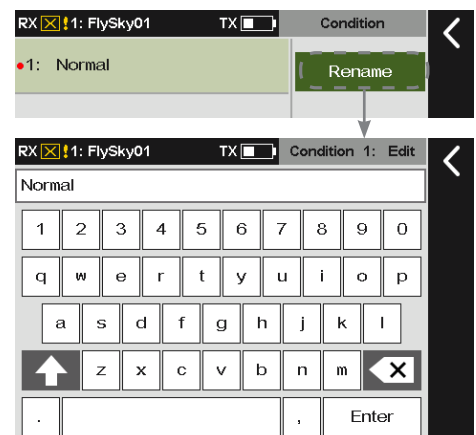 RX !1: FlySky01 TX Condition
1: Normal
Rename
RX !1: FlySky01 TX Condition 1: Edit
Normal
1 2 3 4 5 6 7 8 9 0
q w e r t y u i o p
a s d f g h j k l
z x c v b n m
. , Enter